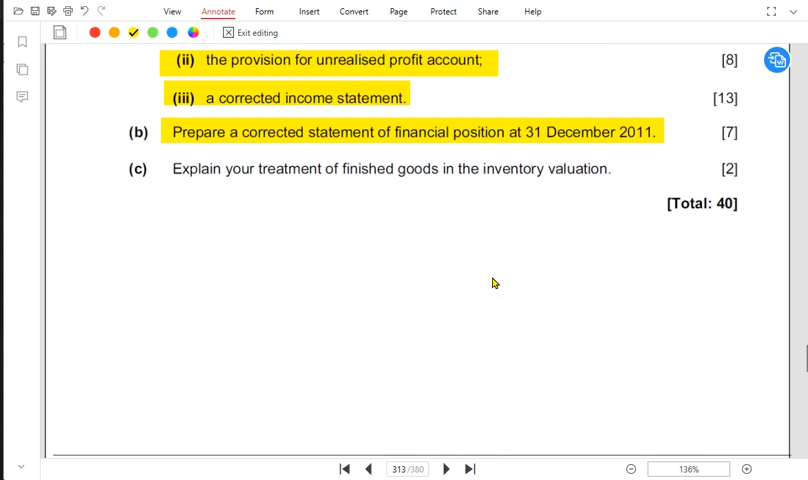 View Annotate Form Insert Convert Page Protect Share Help
Exit editing
(ii) the provision for unrealised profit account; [8]
(iii) a corrected income statement. [13]
(b) Prepare a corrected statement of financial position at 31 December 2011. [7]
(c) Explain your treatment of finished goods in the inventory valuation. [2]
[Total: 40]
313 /380 136%